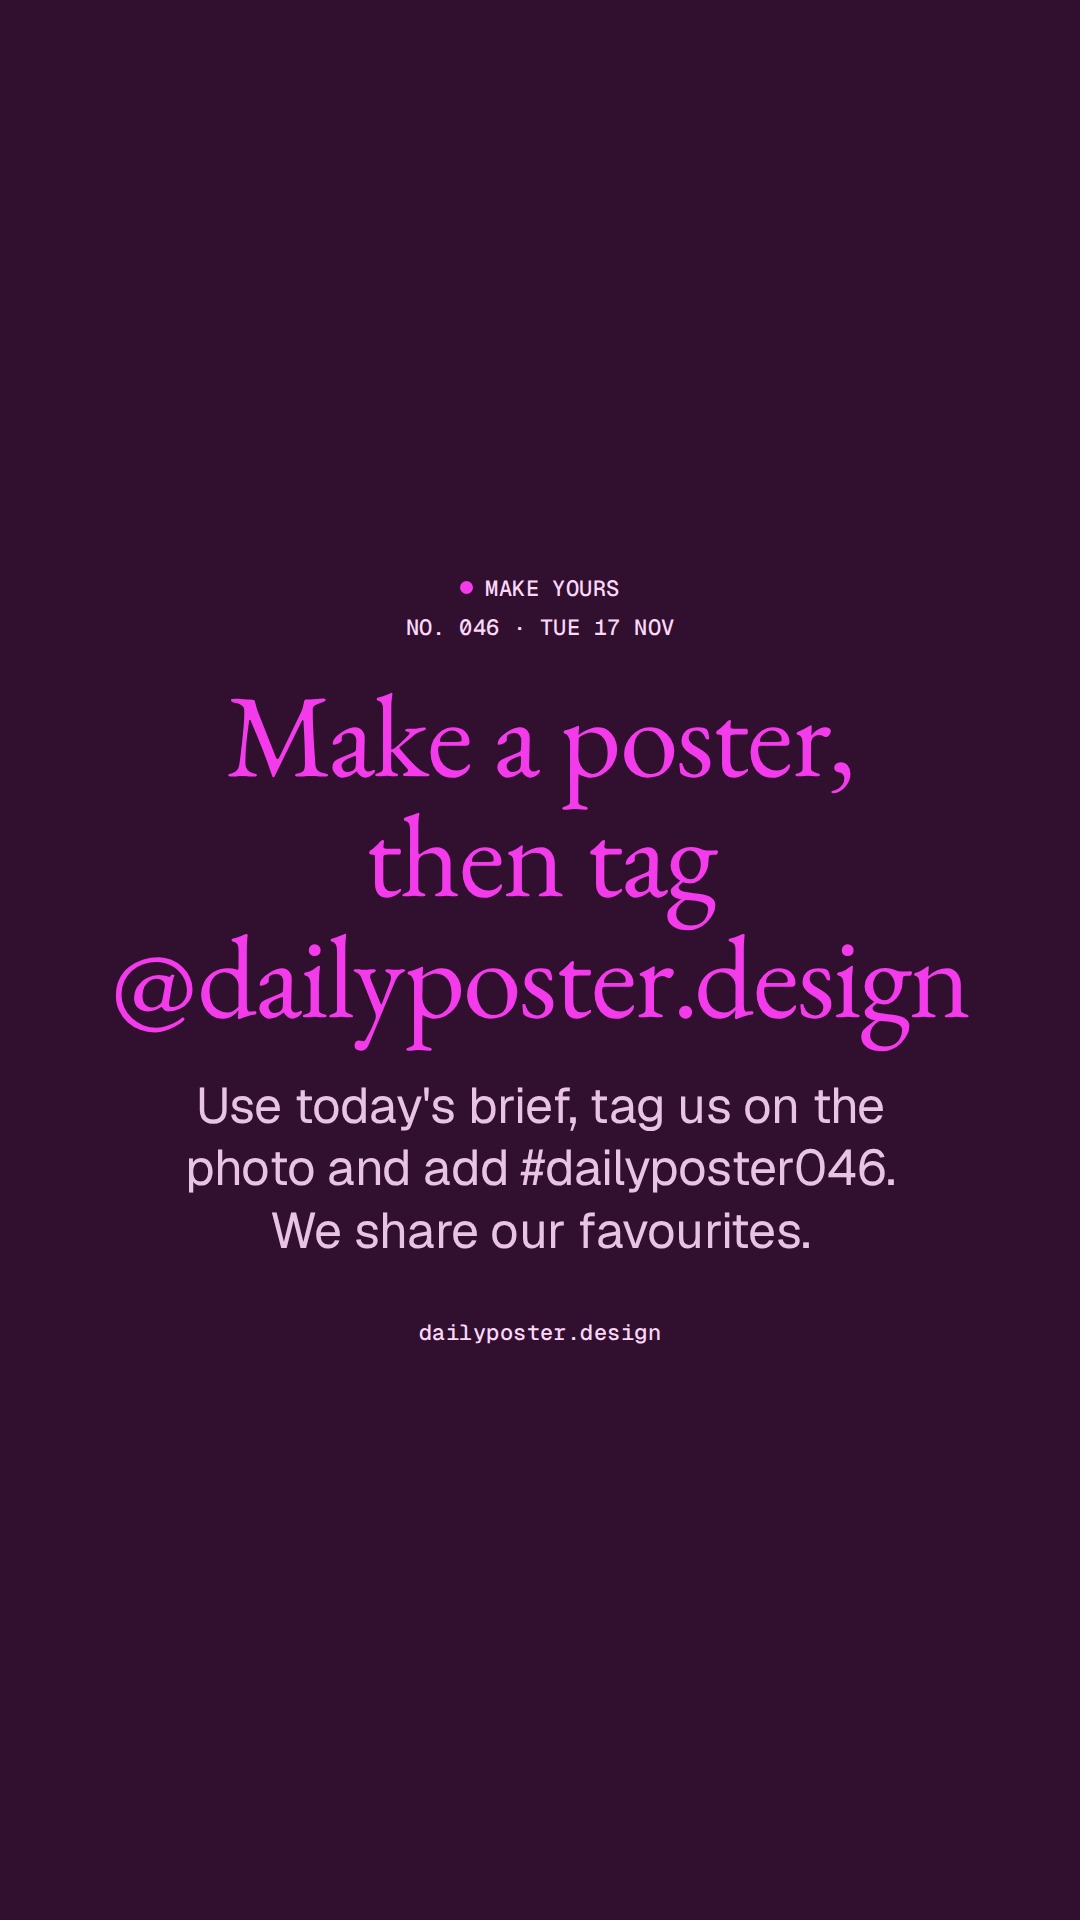 MAKE YOURS
NO. 046 · TUE 17 NOV
Make a poster,
then tag
@dailyposter.design
Use today's brief, tag us on the
photo and add #dailyposter046.
We share our favourites.
dailyposter.design